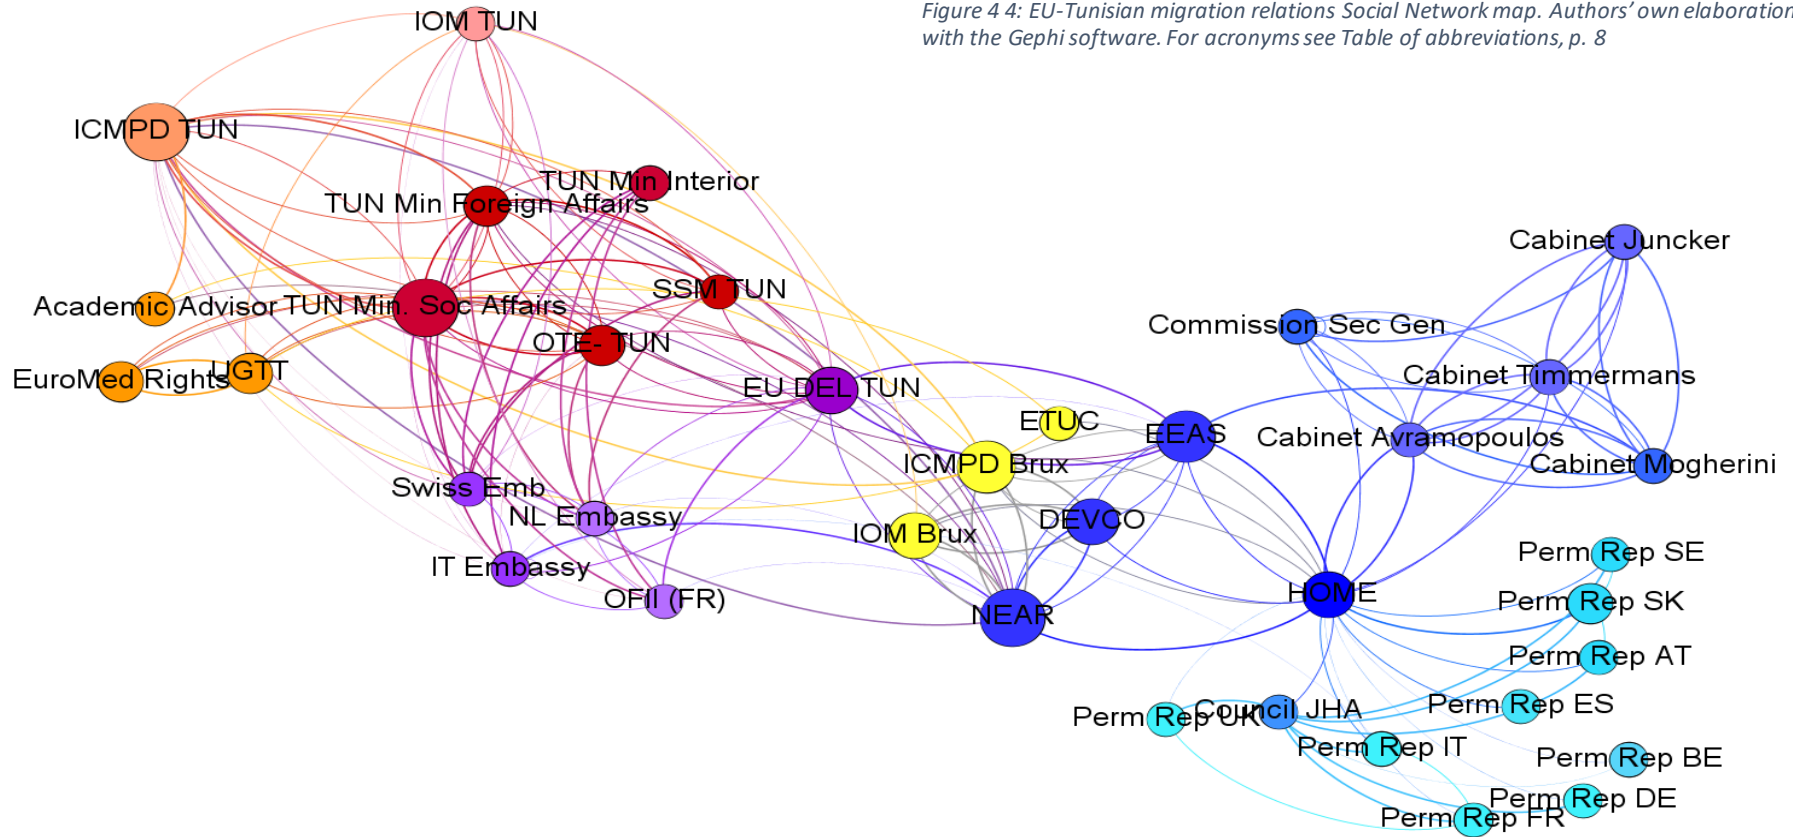 Figure 4 4: EU-Tunisian migration relations Social Network map. Authors' own elaboration
with the Gephi software. For acronyms see Table of abbreviations, p. 8
IOM TUN
ICMPD TUN
TUN Min Interior
TUN Min Foreign Affairs
Cabinet Juncker
SSM TUN
Academic Advisor
TUN Min. Soc Affairs
Commission Sec Gen
OTE- TUN
UGTT
EuroMed Rights
EU DEL TUN
Cabinet Timmermans
ETUC
EEAS
Cabinet Avramopoulos
ICMPD Brux
Cabinet Mogherini
Swiss Emb
NL Embassy
DEVCO
IOM Brux
Perm Rep SE
IT Embassy
OFII (FR)
HOME
Perm Rep SK
NEAR
Perm Rep AT
Perm Rep ES
Council JHA
Perm Rep UK
Perm Rep IT
Perm Rep BE
Perm Rep DE
Perm Rep FR